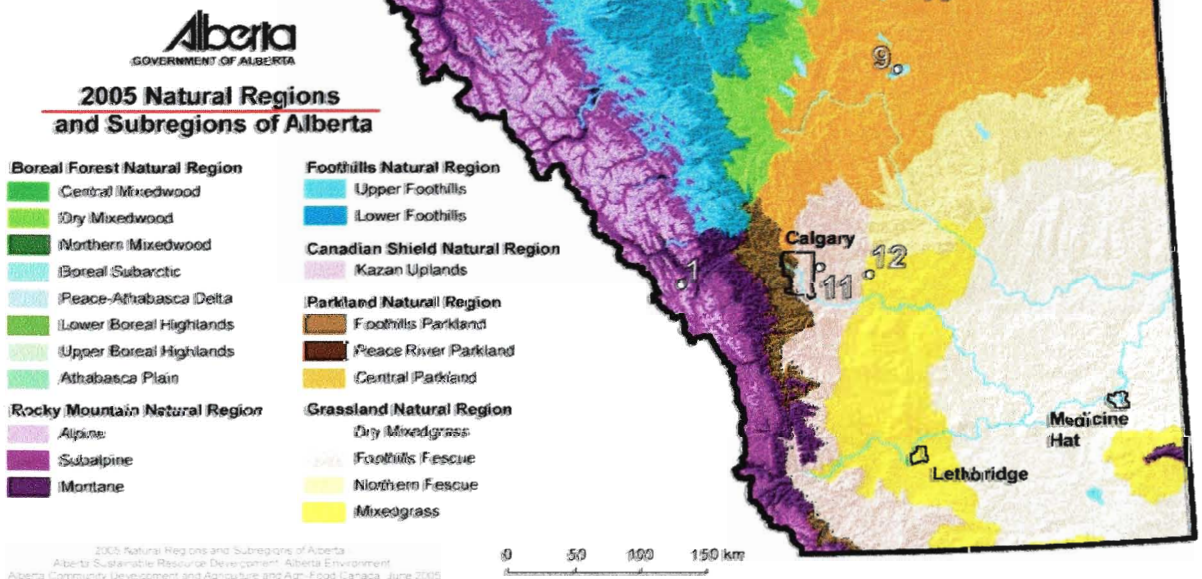 Alberta
GOVERNMENT OF ALBERTA
2005 Natural Regions
and Subregions of Alberta
Boreal Forest Natural Region
Central Mixedwood
Dry Mixedwood
Northern Mixedwood
Boreal Subarctic
Peace-Athabasca Delta
Lower Boreal Highlands
Upper Boreal Highlands
Athabasca Plain
Rocky Mountain Natural Region
Alpine
Subalpine
Montane
Foothills Natural Region
Upper Foothills
Lower Foothills
Canadian Shield Natural Region
Kazan Uplands
Parkland Natural Region
Foothills Parkland
Peace River Parkland
Central Parkland
Grassland Natural Region
Dry Mixedgrass
Foothills Fescue
Northern Fescue
Mixedgrass
2005 Natural Regions and Subregions of Alberta
Alberta Sustainable Resource Development, Alberta Environment
Alberta Community Development and Agriculture and Agri-Food Canada, June 2005
0 50 100 150 km
9
Calgary
1
11
12
Medicine
Hat
Lethbridge